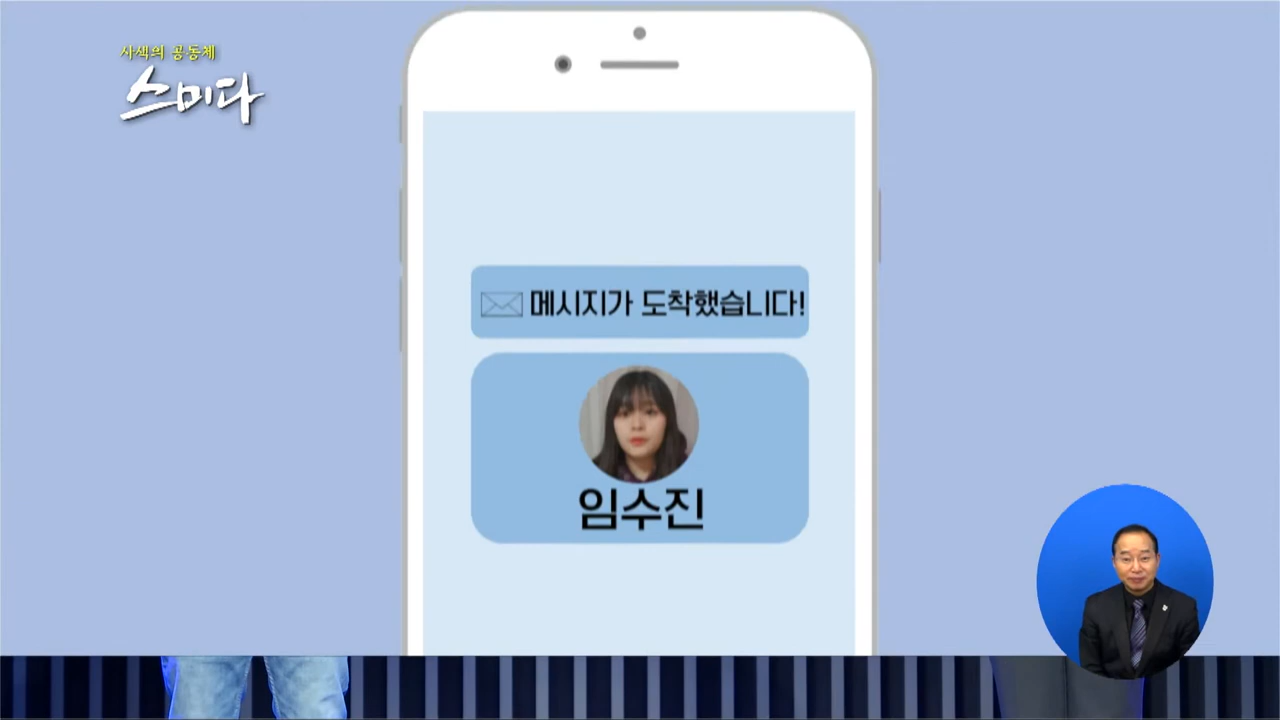 사색의 공동체
스미다
메시지가 도착했습니다!
임수진